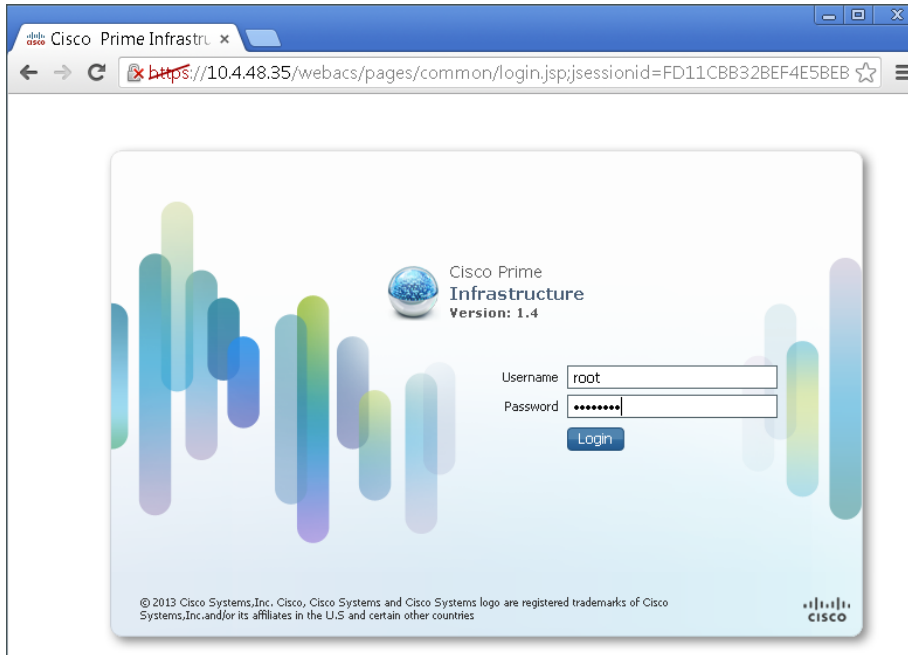 Cisco Prime Infrastru
https://10.4.48.35/webacs/pages/common/login.jsp;jsessionid=FD11CBB32BEF4E5BEB
Cisco Prime
Infrastructure
Version: 1.4
Username root
Password ••••••••
Login
© 2013 Cisco Systems,Inc. Cisco, Cisco Systems and Cisco Systems logo are registered trademarks of Cisco
Systems,Inc.and/or its affiliates in the U.S and certain other countries
CISCO